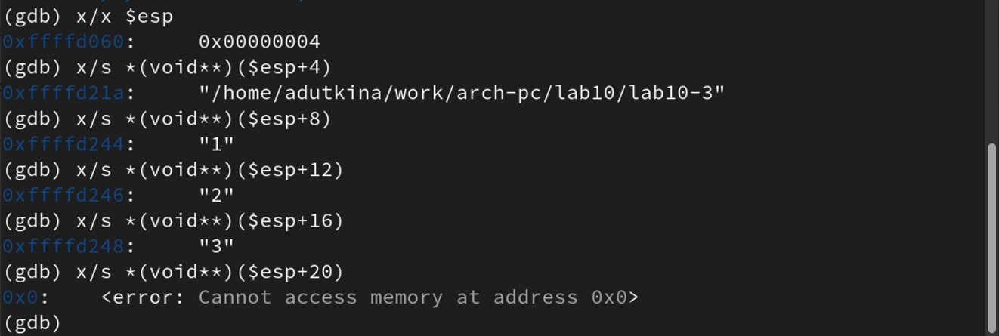 (gdb) x/x $esp
0xffffd060:     0x00000004
(gdb) x/s *(void**)($esp+4)
0xffffd21a:     "/home/adutkina/work/arch-pc/lab10/lab10-3"
(gdb) x/s *(void**)($esp+8)
0xffffd244:     "1"
(gdb) x/s *(void**)($esp+12)
0xffffd246:     "2"
(gdb) x/s *(void**)($esp+16)
0xffffd248:     "3"
(gdb) x/s *(void**)($esp+20)
0x0:    <error: Cannot access memory at address 0x0>
(gdb)